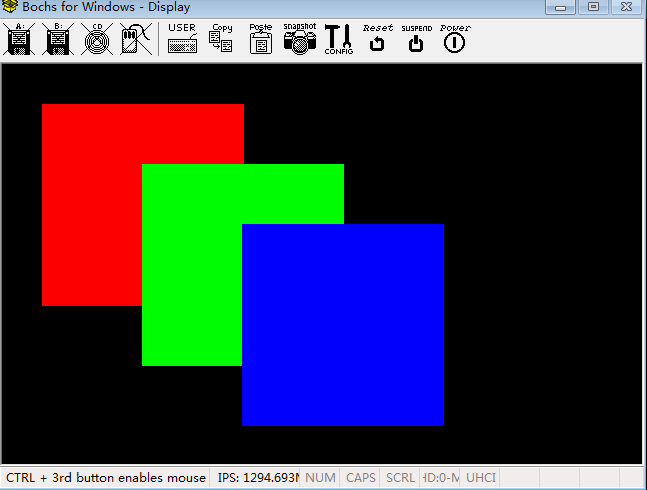 Bochs for Windows - Display
A: B: CD USER Copy Paste snapshot CONFIG Reset SUSPEND Power
CTRL + 3rd button enables mouse IPS: 1294.693M NUM CAPS SCRL HD:0-M UHCI